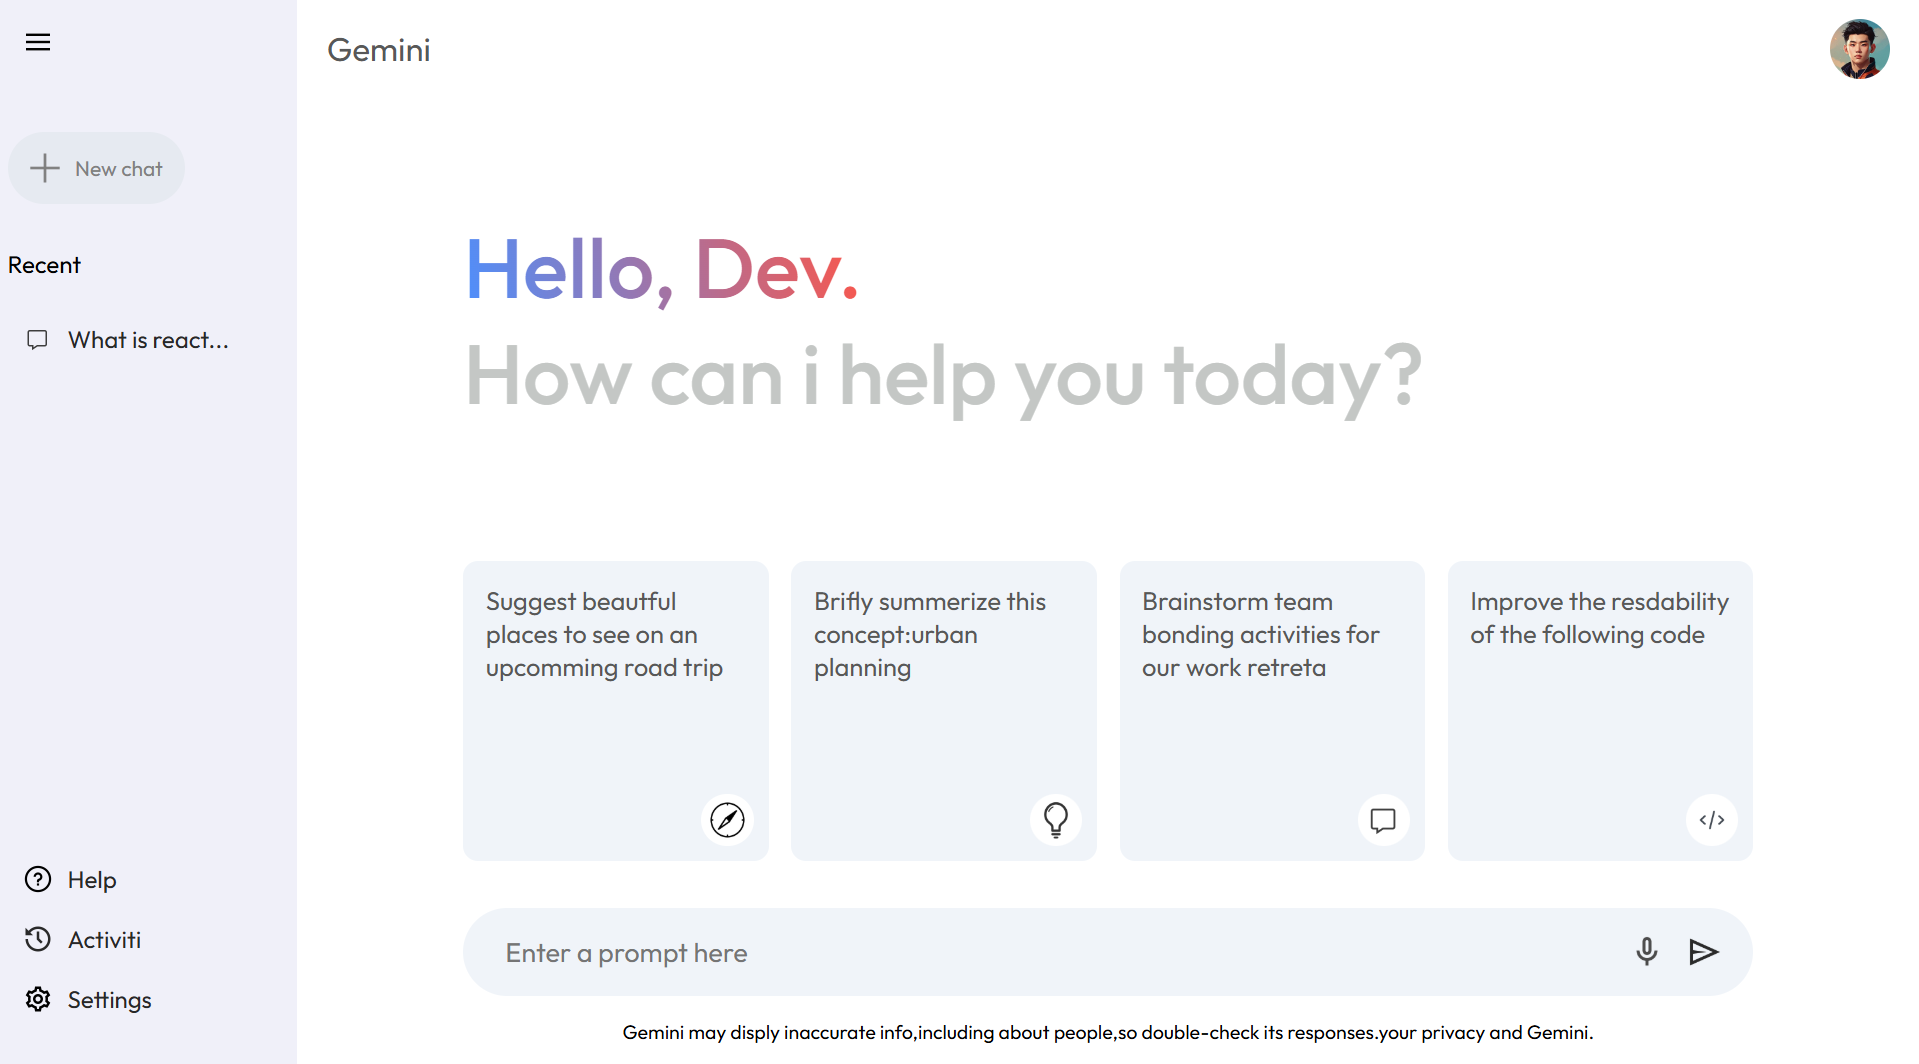 Gemini
New chat
Recent
What is react...
Help
Activiti
Settings
Hello, Dev.
How can i help you today?
Suggest beautful
places to see on an
upcomming road trip
Brifly summerize this
concept:urban
planning
Brainstorm team
bonding activities for
our work retreta
Improve the resdability
of the following code
</>
Enter a prompt here
Gemini may disply inaccurate info,including about people,so double-check its responses.your privacy and Gemini.